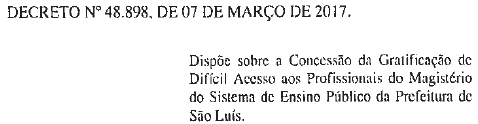 DECRETO Nº 48.898, DE 07 DE MARÇO DE 2017.
Dispõe sobre a Concessão da Gratificação de
Difícil Acesso aos Profissionais do Magistério
do Sistema de Ensino Público da Prefeitura de
São Luís.